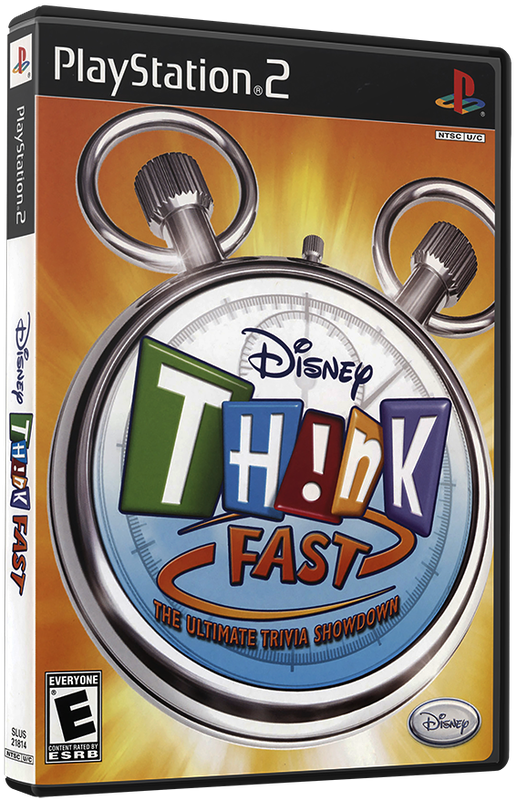 PlayStation®2
NTSC U/C
DISNEY
TH!nK
FAST
THE ULTIMATE TRIVIA SHOWDOWN
EVERYONE
E
CONTENT RATED BY
ESRB
Disney
PlayStation®2
DISNEY TH!nK FAST
SLUS
21814
NTSC U/C